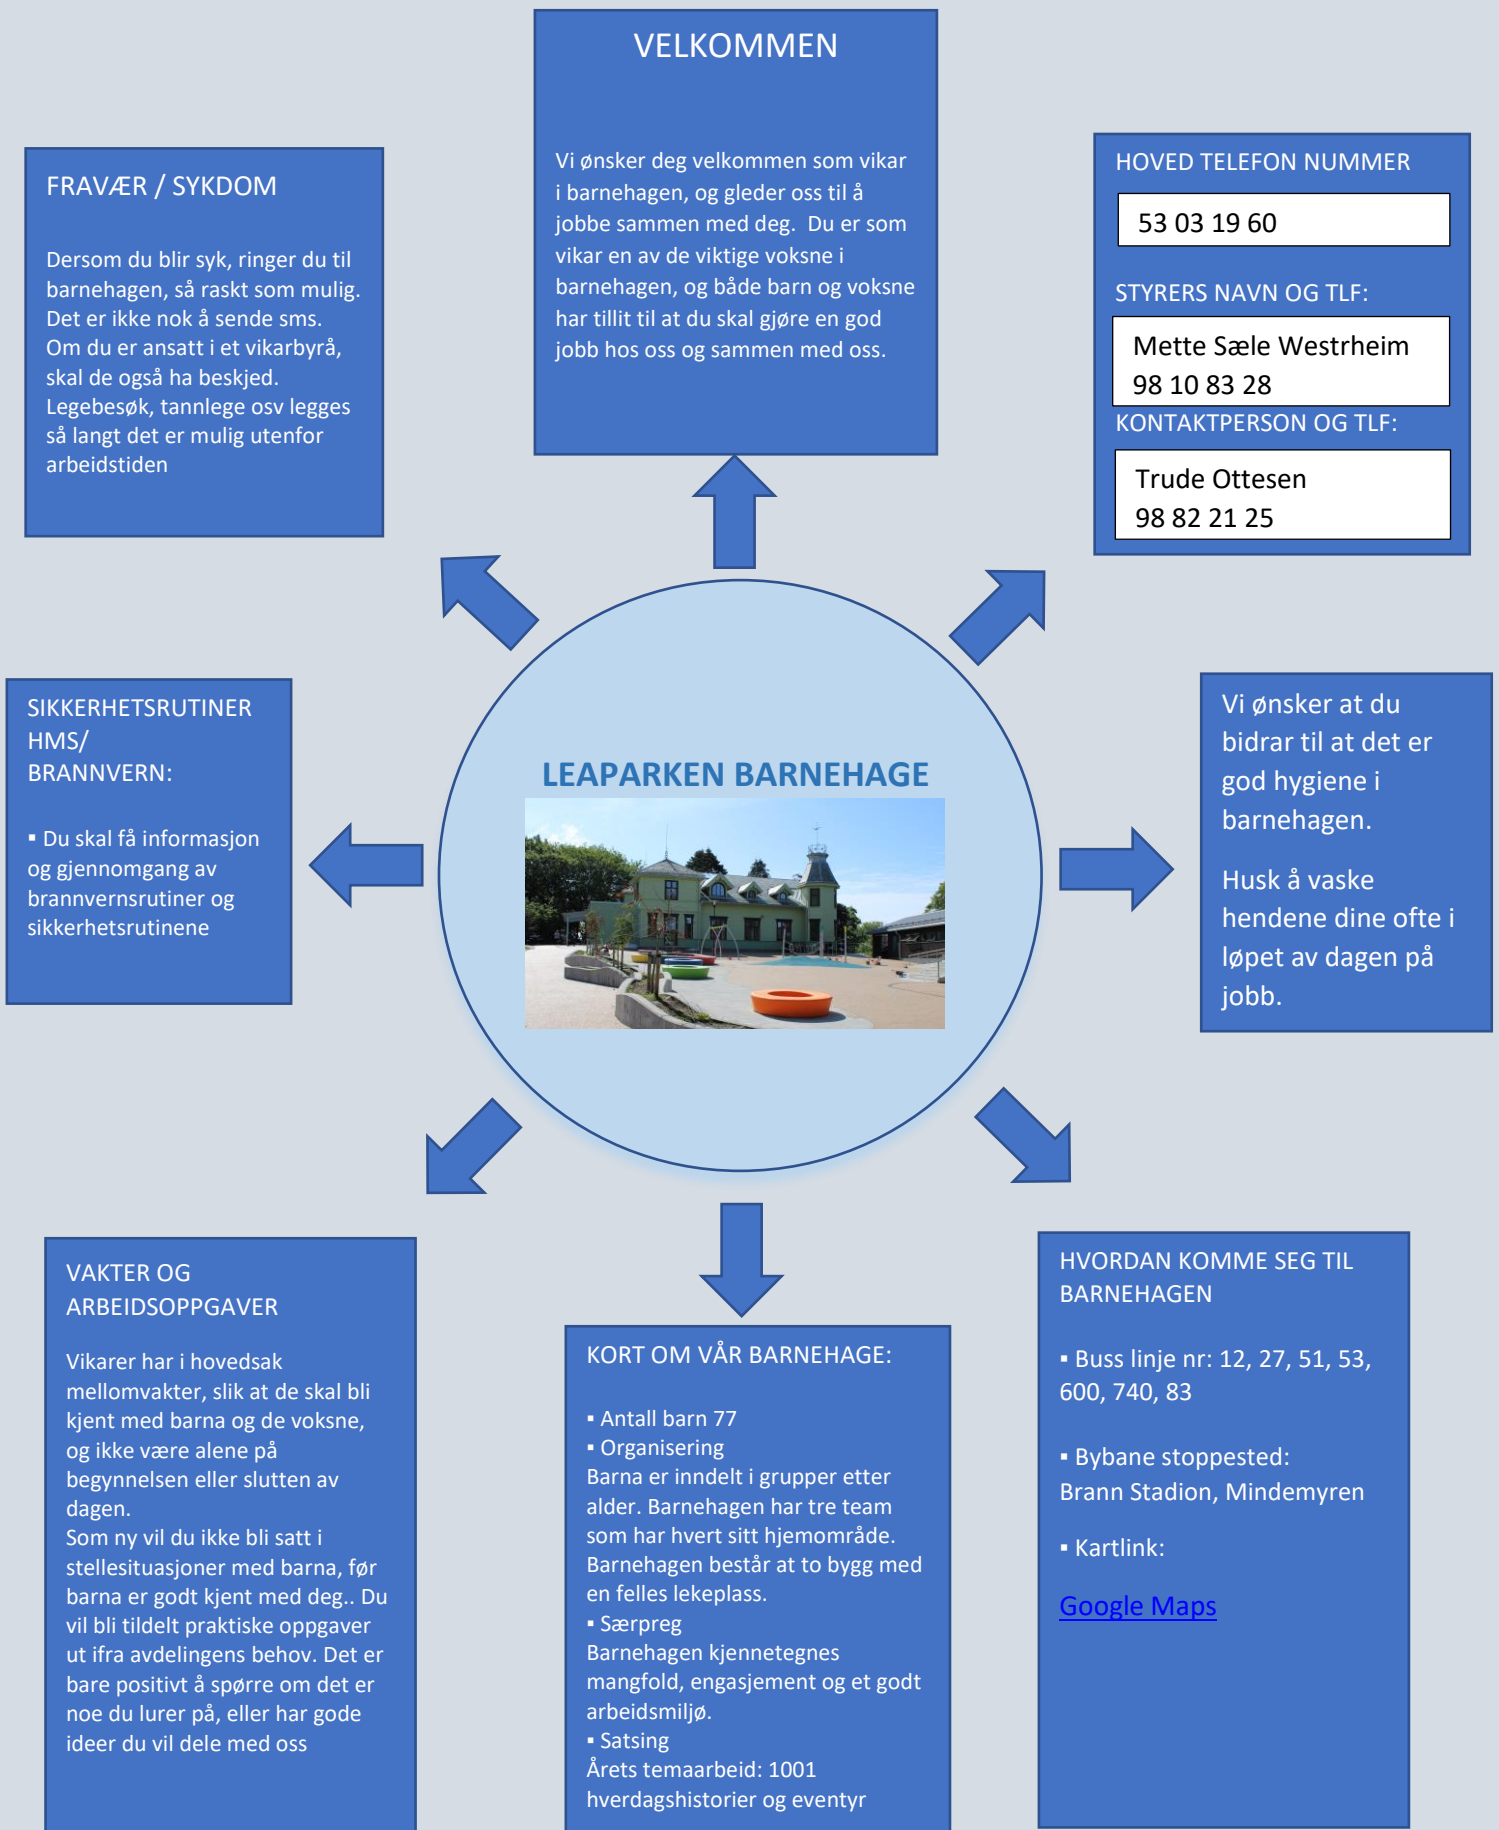 VELKOMMEN
Vi ønsker deg velkommen som vikar
i barnehagen, og gleder oss til å
jobbe sammen med deg.  Du er som
vikar en av de viktige voksne i
barnehagen, og både barn og voksne
har tillit til at du skal gjøre en god
jobb hos oss og sammen med oss.
FRAVÆR / SYKDOM
Dersom du blir syk, ringer du til
barnehagen, så raskt som mulig.
Det er ikke nok å sende sms.
Om du er ansatt i et vikarbyrå,
skal de også ha beskjed.
Legebesøk, tannlege osv legges
så langt det er mulig utenfor
arbeidstiden
HOVED TELEFON NUMMER
53 03 19 60
STYRERS NAVN OG TLF:
Mette Sæle Westrheim
98 10 83 28
KONTAKTPERSON OG TLF:
Trude Ottesen
98 82 21 25
SIKKERHETSRUTINER
HMS/
BRANNVERN:
▪ Du skal få informasjon
og gjennomgang av
brannvernsrutiner og
sikkerhetsrutinene
LEAPARKEN BARNEHAGE
Vi ønsker at du
bidrar til at det er
god hygiene i
barnehagen.
Husk å vaske
hendene dine ofte i
løpet av dagen på
jobb.
VAKTER OG
ARBEIDSOPPGAVER
Vikarer har i hovedsak
mellomvakter, slik at de skal bli
kjent med barna og de voksne,
og ikke være alene på
begynnelsen eller slutten av
dagen.
Som ny vil du ikke bli satt i
stellesituasjoner med barna, før
barna er godt kjent med deg.. Du
vil bli tildelt praktiske oppgaver
ut ifra avdelingens behov. Det er
bare positivt å spørre om det er
noe du lurer på, eller har gode
ideer du vil dele med oss
KORT OM VÅR BARNEHAGE:
▪ Antall barn 77
▪ Organisering
Barna er inndelt i grupper etter
alder. Barnehagen har tre team
som har hvert sitt hjemområde.
Barnehagen består at to bygg med
en felles lekeplass.
▪ Særpreg
Barnehagen kjennetegnes
mangfold, engasjement og et godt
arbeidsmiljø.
▪ Satsing
Årets temaarbeid: 1001
hverdagshistorier og eventyr
HVORDAN KOMME SEG TIL
BARNEHAGEN
▪ Buss linje nr: 12, 27, 51, 53,
600, 740, 83
▪ Bybane stoppested:
Brann Stadion, Mindemyren
▪ Kartlink:
Google Maps